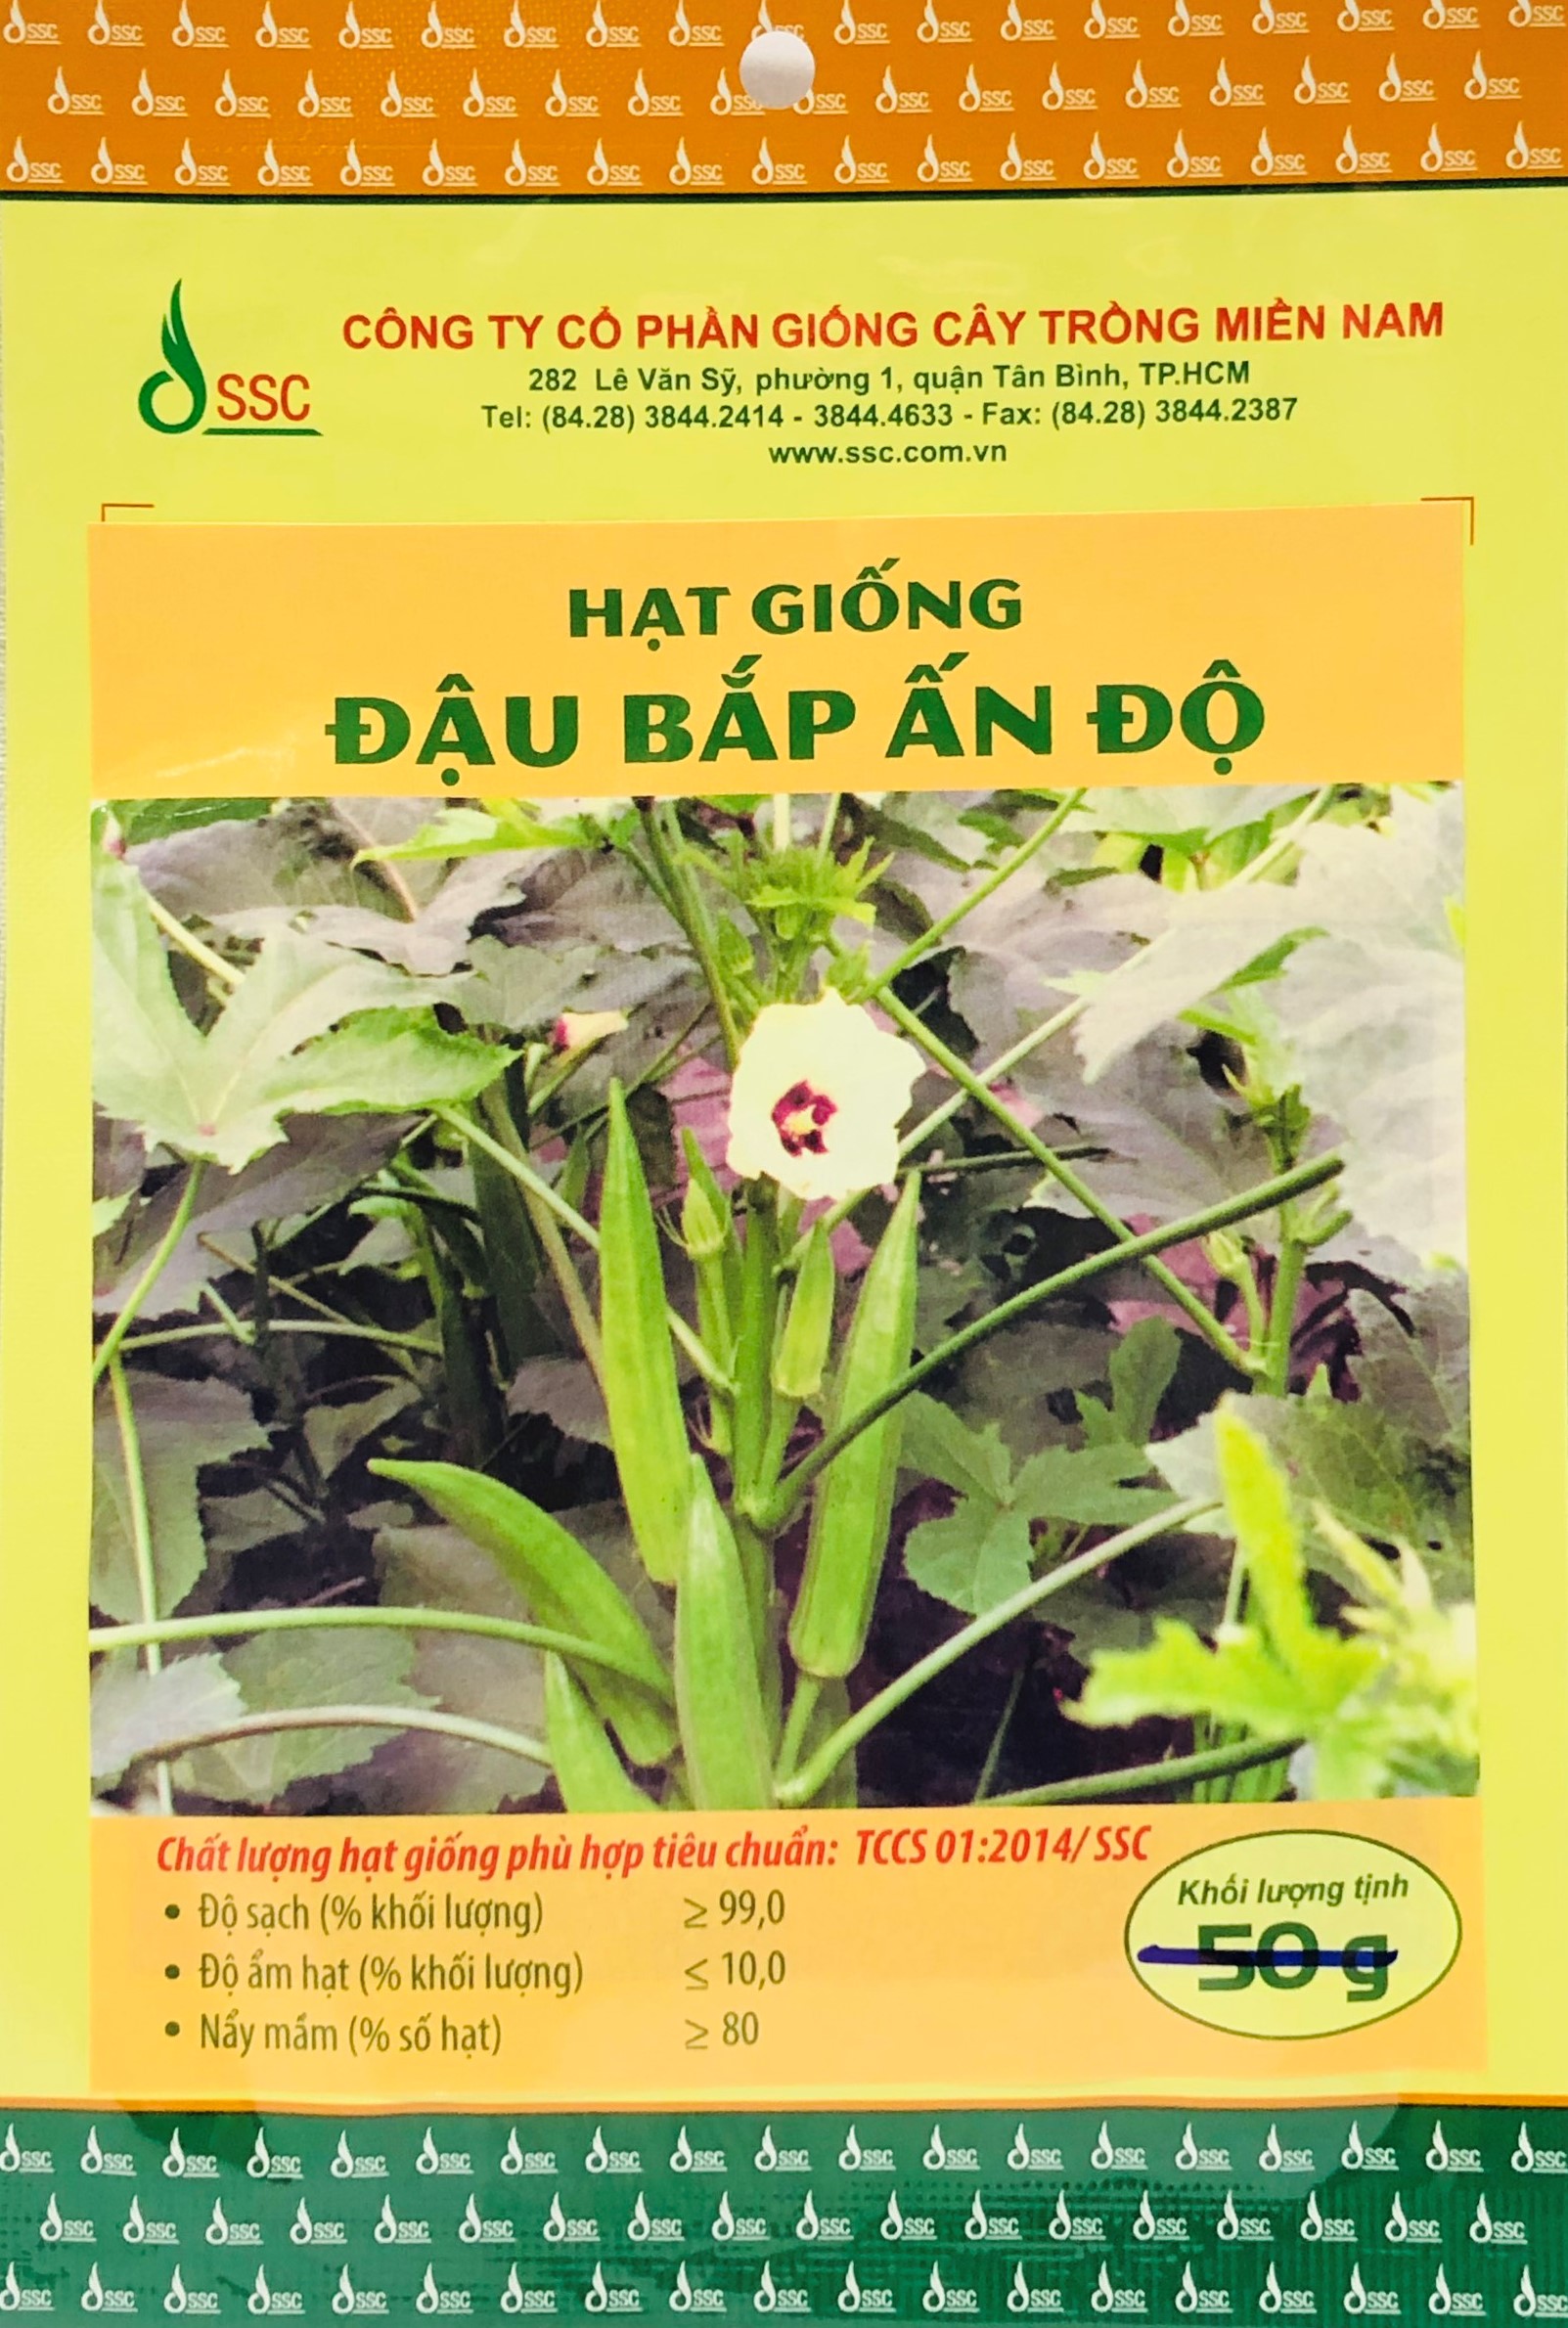 SSC
CÔNG TY CỔ PHẦN GIỐNG CÂY TRỒNG MIỀN NAM
282 Lê Văn Sỹ, phường 1, quận Tân Bình, TP.HCM
Tel: (84.28) 3844.2414 - 3844.4633 - Fax: (84.28) 3844.2387
www.ssc.com.vn
HẠT GIỐNG
ĐẬU BẮP ẤN ĐỘ
Chất lượng hạt giống phù hợp tiêu chuẩn: TCCS 01:2014/ SSC
• Độ sạch (% khối lượng) ≥ 99,0
• Độ ẩm hạt (% khối lượng) ≤ 10,0
• Nẩy mầm (% số hạt) ≥ 80
Khối lượng tịnh
50 g